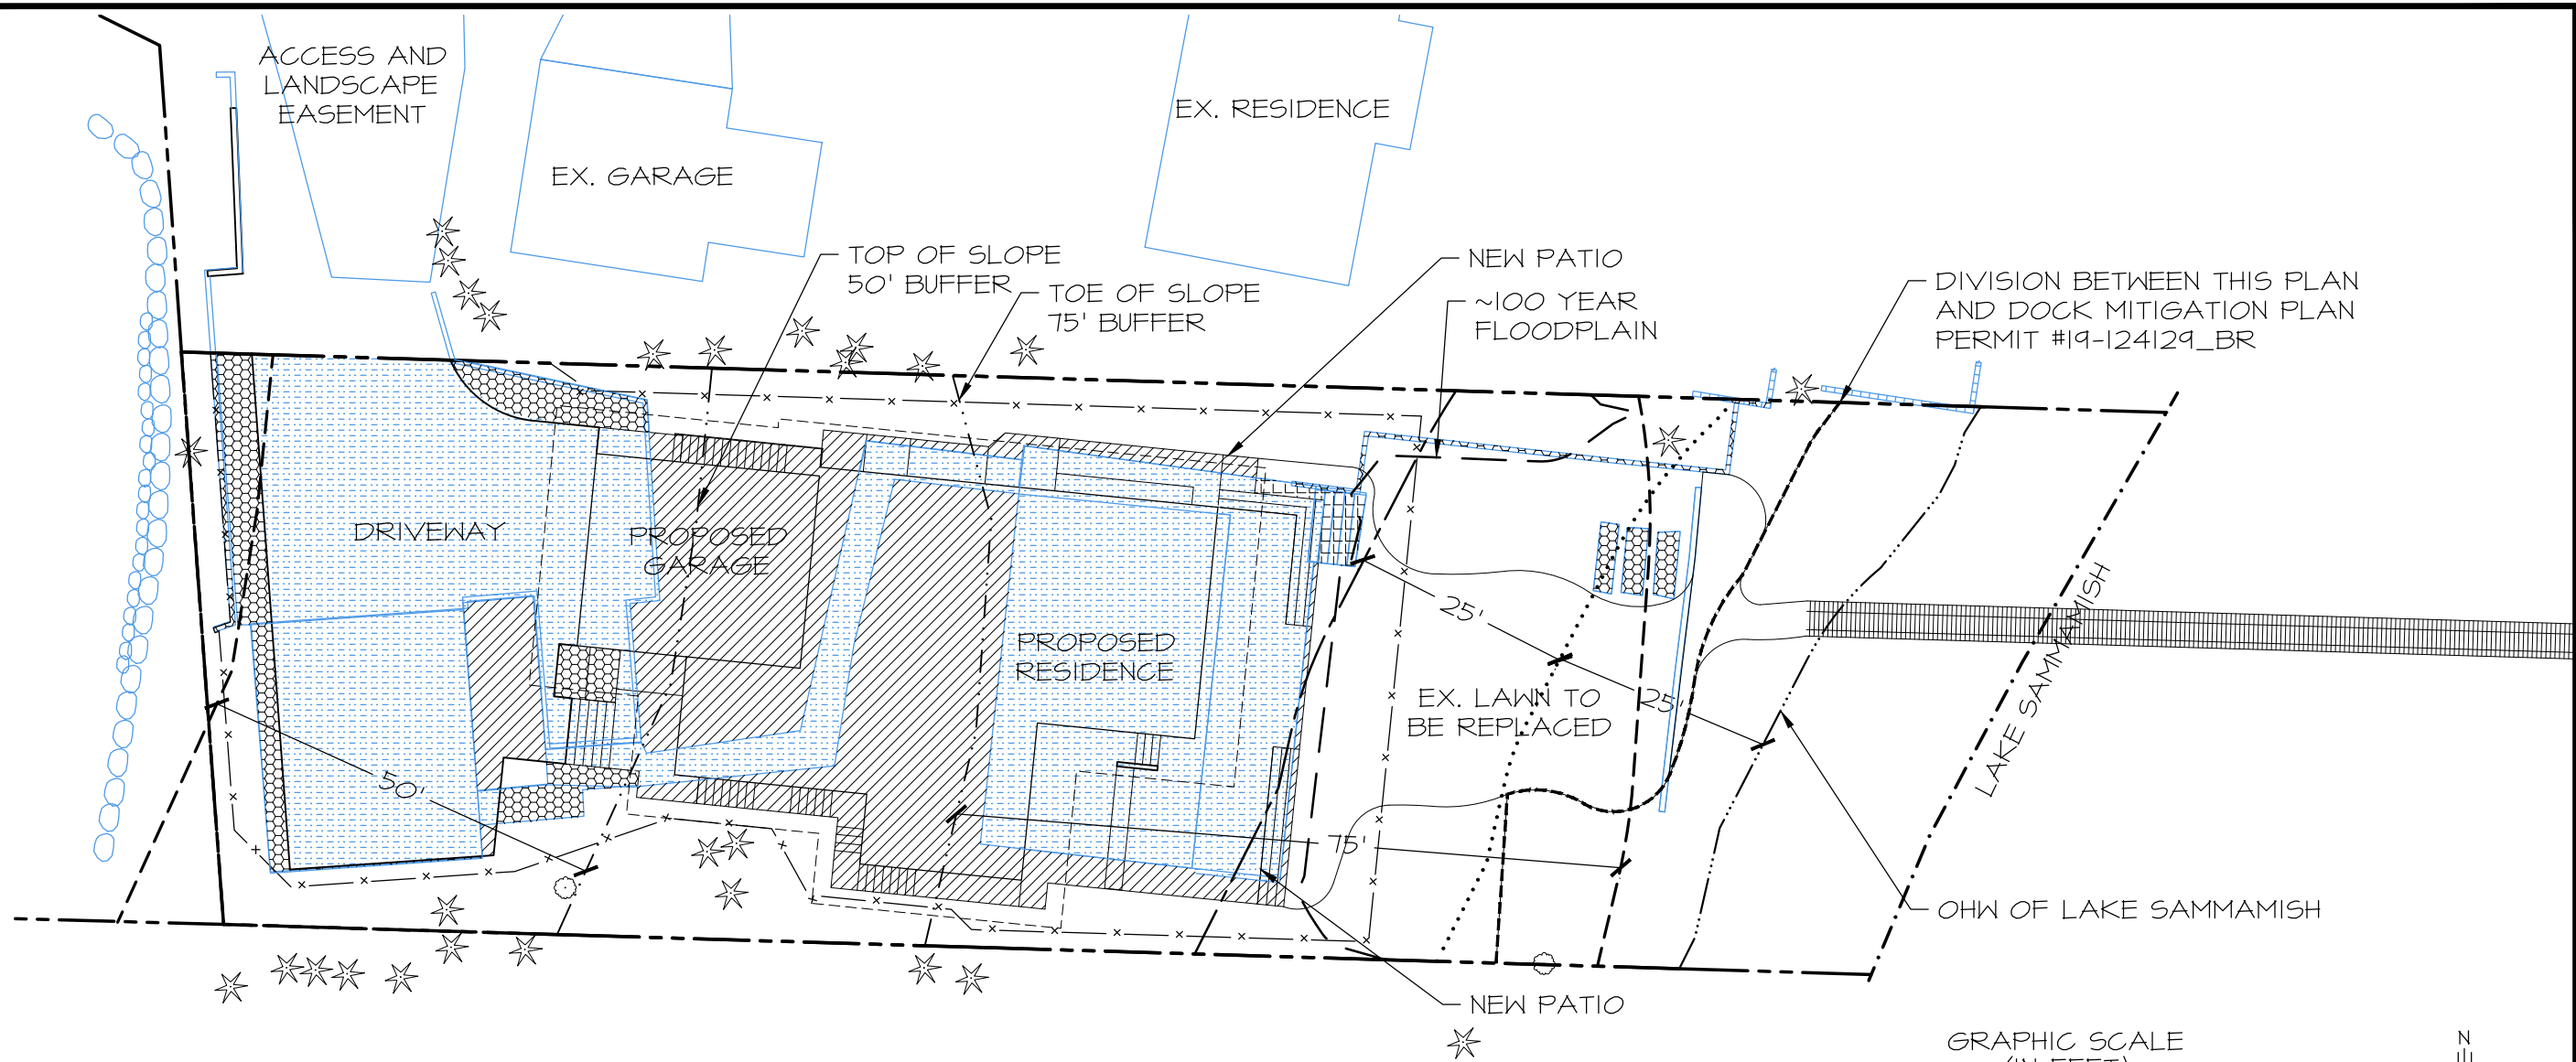 ACCESS AND
LANDSCAPE
EASEMENT
EX. GARAGE
EX. RESIDENCE
TOP OF SLOPE
50' BUFFER
TOE OF SLOPE
75' BUFFER
NEW PATIO
~100 YEAR
FLOODPLAIN
DIVISION BETWEEN THIS PLAN
AND DOCK MITIGATION PLAN
PERMIT #19-124129_BR
DRIVEWAY
PROPOSED
GARAGE
PROPOSED
RESIDENCE
25'
25'
EX. LAWN TO
BE REPLACED
LAKE SAMMAMISH
50'
75'
OHW OF LAKE SAMMAMISH
NEW PATIO
GRAPHIC SCALE
(IN FEET)
N